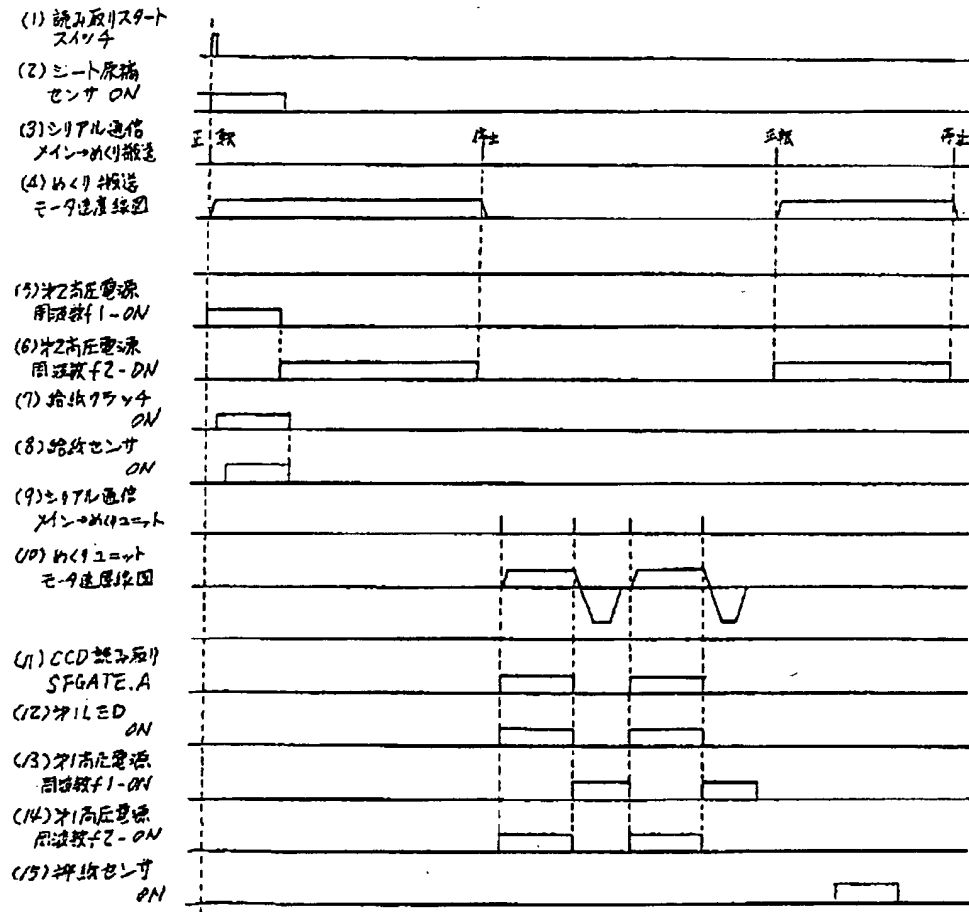 (1) 読み取りスタート
スイッチ
(2) シート原稿
センサ ON
(3) シリアル通信
メイン→めくり搬送
正転
停止
正転
停止
(4) めくり搬送
モータ速度線図
(5) 第2高圧電源
周波数f1-ON
(6) 第2高圧電源
周波数f2-ON
(7) 給紙クラッチ
ON
(8) 給紙センサ
ON
(9) シリアル通信
メイン→めくりユニット
(10) めくりユニット
モータ速度線図
(11) CCD読み取り
SFGATE.A
(12) 第1LED
ON
(13) 第1高圧電源
周波数f1-ON
(14) 第1高圧電源
周波数f2-ON
(15) 排紙センサ
ON